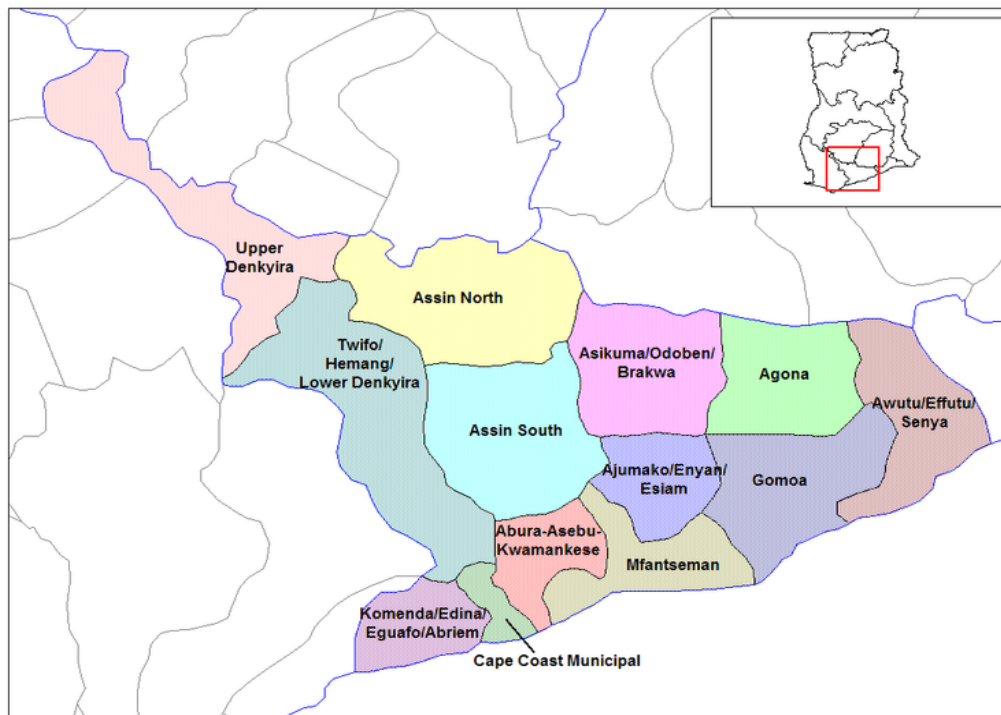 Upper
Denkyira
Assin North
Twifo/
Hemang/
Lower Denkyira
Asikuma/Odoben/
Brakwa
Agona
Awutu/Effutu/
Senya
Assin South
Ajumako/Enyan/
Esiam
Gomoa
Abura-Asebu-
Kwamankese
Mfantseman
Komenda/Edina/
Eguafo/Abriem
Cape Coast Municipal